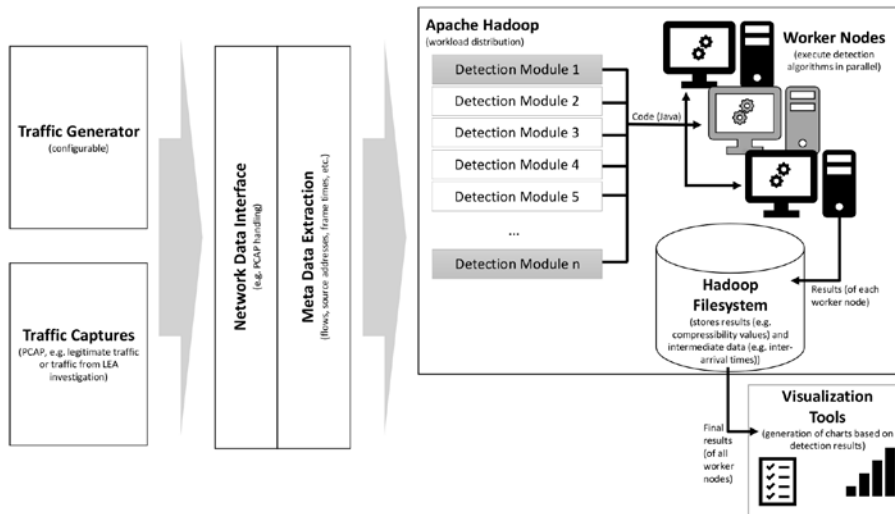 Traffic Generator
(configurable)
Traffic Captures
(PCAP, e.g. legitimate traffic
or traffic from LEA
investigation)
Network Data Interface
(e.g. PCAP handling)
Meta Data Extraction
(flows, source addresses, frame times, etc.)
Apache Hadoop
(workload distribution)
Detection Module 1
Detection Module 2
Detection Module 3
Detection Module 4
Detection Module 5
...
Detection Module n
Code (Java)
Worker Nodes
(execute detection
algorithms in parallel)
Results (of each
worker node)
Hadoop
Filesystem
(stores results (e.g.
compressibility values) and
intermediate data (e.g. inter-
arrival times))
Final
results
(of all
worker
nodes)
Visualization
Tools
(generation of charts based on
detection results)